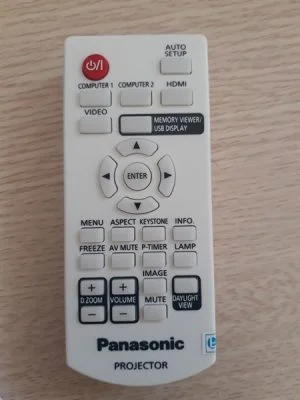 AUTO
SETUP
COMPUTER 1 COMPUTER 2 HDMI
VIDEO
MEMORY VIEWER/
USB DISPLAY
ENTER
MENU ASPECT KEYSTONE INFO.
FREEZE AV MUTE P-TIMER LAMP
IMAGE
+ +
D.ZOOM VOLUME DAYLIGHT
VIEW
− − MUTE
Panasonic
PROJECTOR